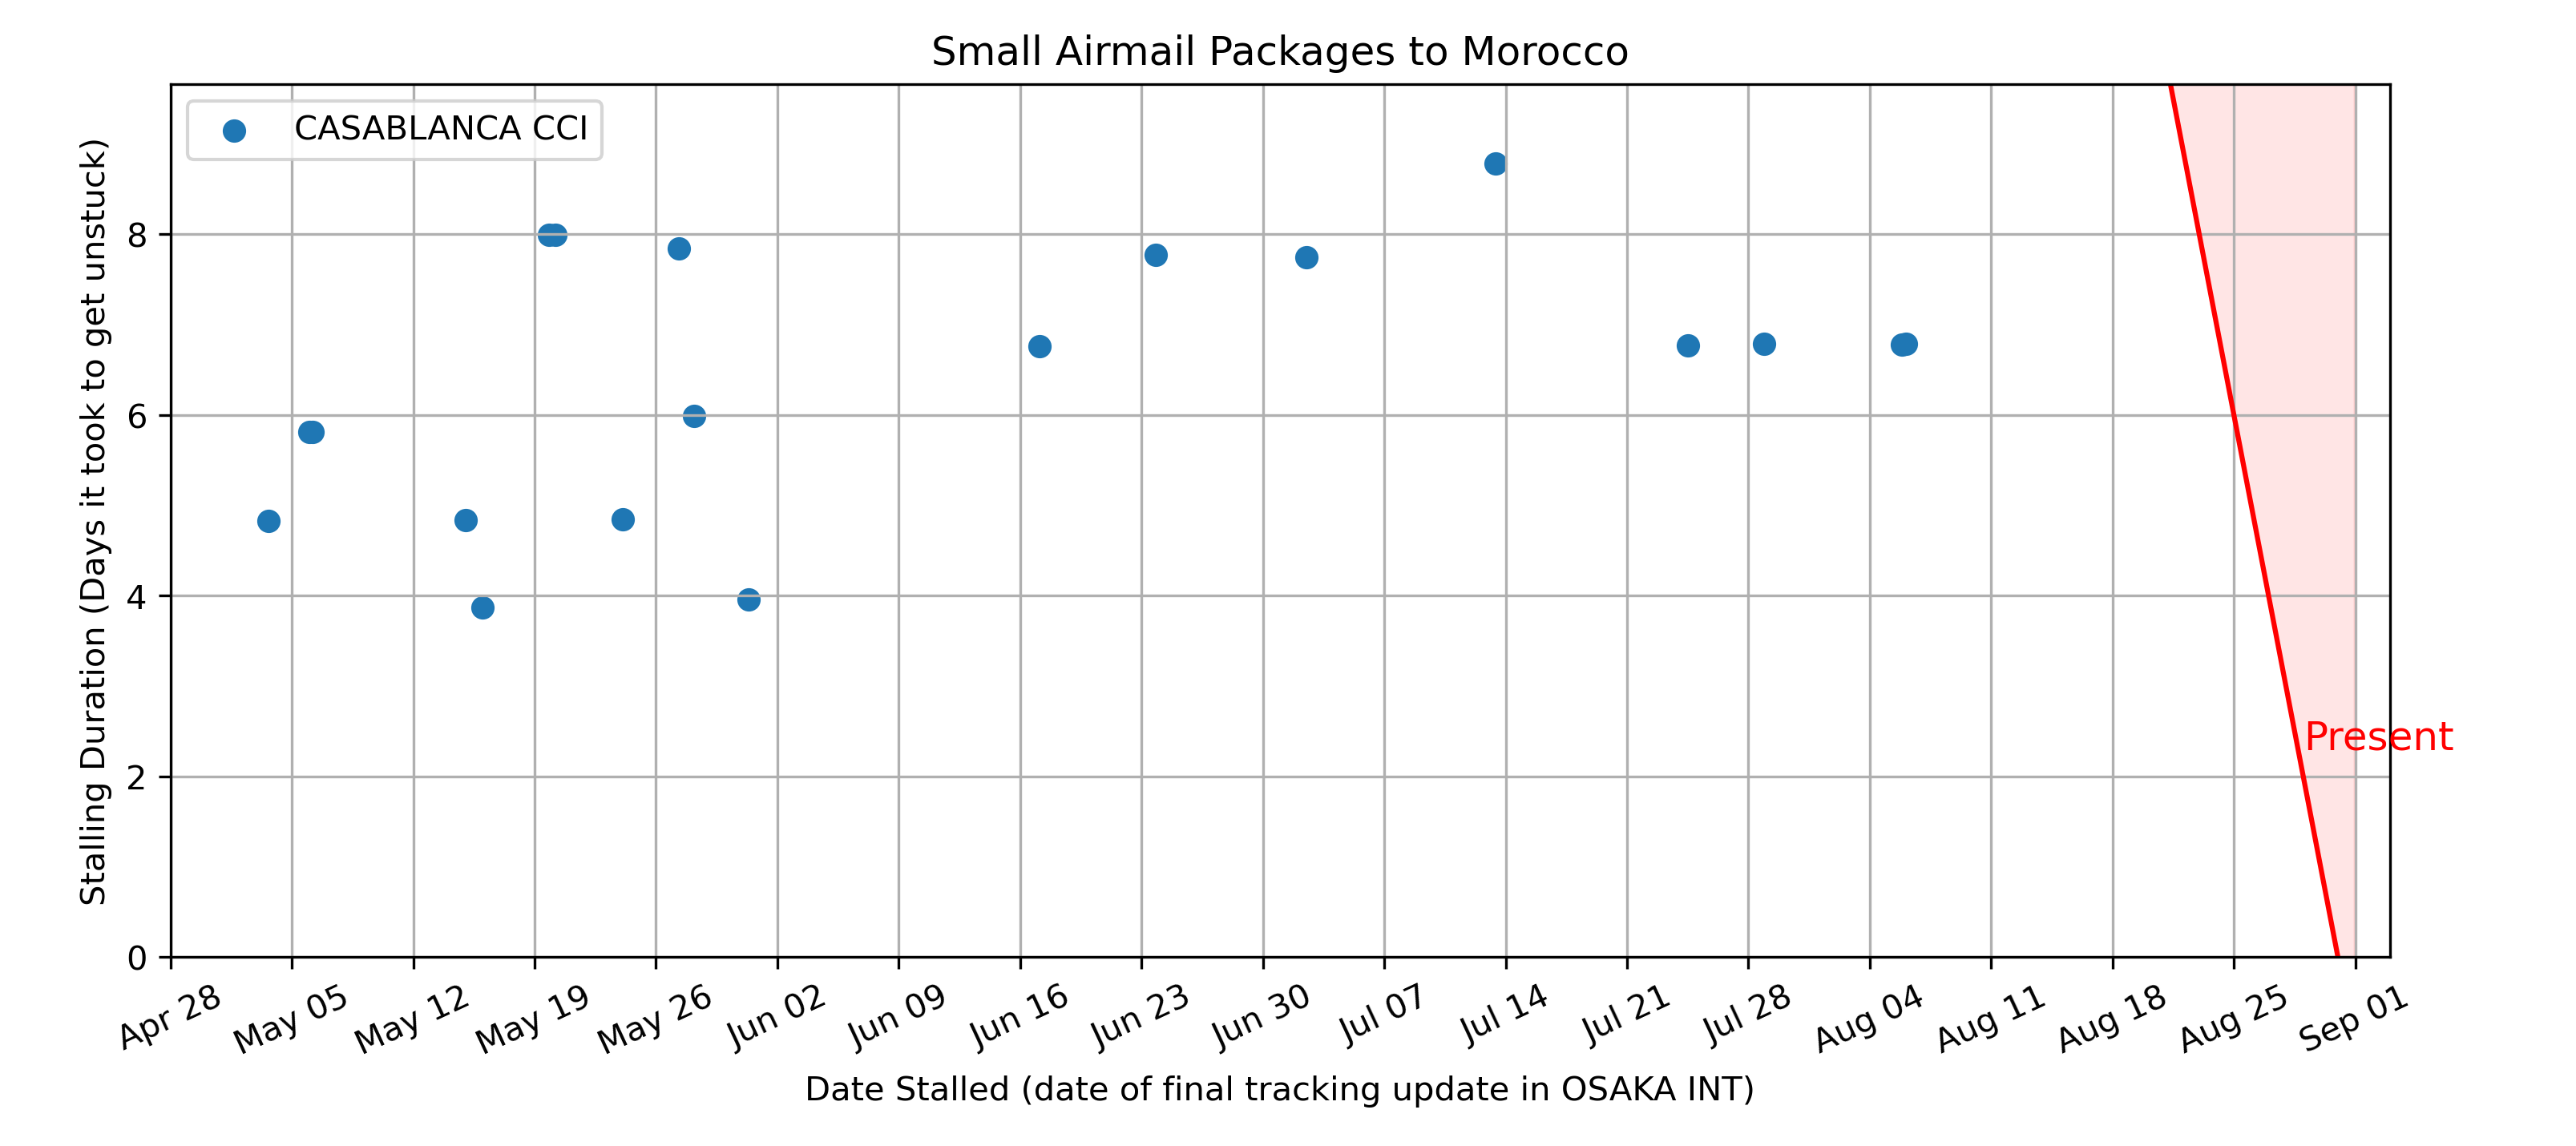 Small Airmail Packages to Morocco
CASABLANCA CCI
Stalling Duration (Days it took to get unstuck)
8
6
4
2
0
Present
Apr 28
May 05
May 12
May 19
May 26
Jun 02
Jun 09
Jun 16
Jun 23
Jun 30
Jul 07
Jul 14
Jul 21
Jul 28
Aug 04
Aug 11
Aug 18
Aug 25
Sep 01
Date Stalled (date of final tracking update in OSAKA INT)